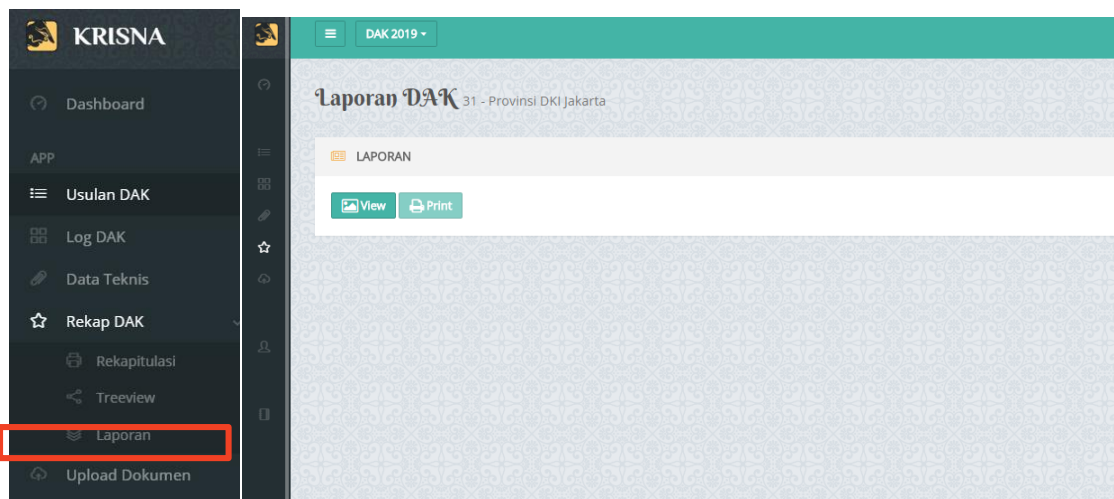 KRISNA
Dashboard
APP
Usulan DAK
Log DAK
Data Teknis
Rekap DAK
Rekapitulasi
Treeview
Laporan
Upload Dokumen
DAK 2019
Laporan DAK 31 - Provinsi DKI Jakarta
LAPORAN
View Print